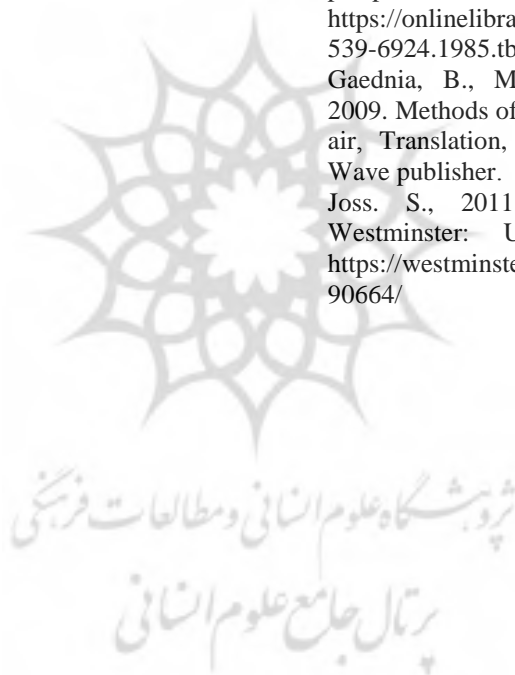 https://onlinelibra
539-6924.1985.tb
Gaednia, B., M
2009. Methods of
air, Translation,
Wave publisher.
Joss. S., 2011
Westminster: U
https://westminste
90664/
پژوهشگاه علوم انسانی و مطالعات فرهنگی
پرتال جامع علوم انسانی